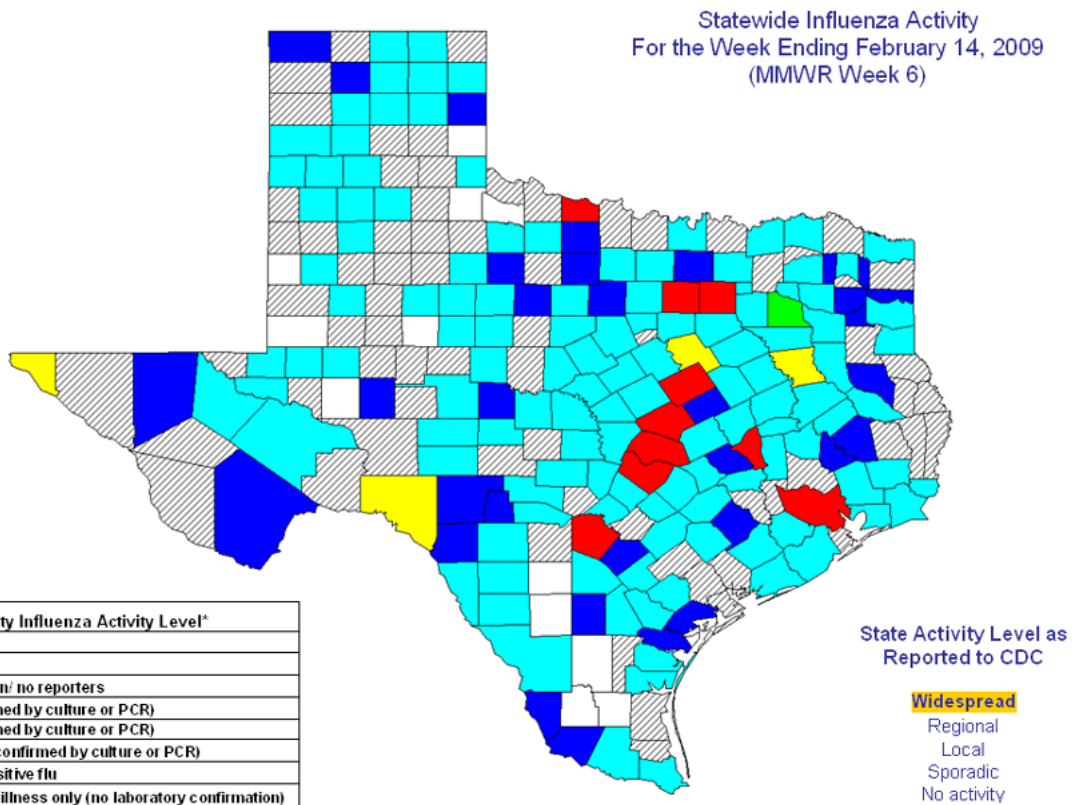 Statewide Influenza Activity
For the Week Ending February 14, 2009
(MMWR Week 6)
ty Influenza Activity Level*
n/ no reporters
ned by culture or PCR)
ned by culture or PCR)
confirmed by culture or PCR)
sitive flu
illness only (no laboratory confirmation)
State Activity Level as
Reported to CDC
Widespread
Regional
Local
Sporadic
No activity